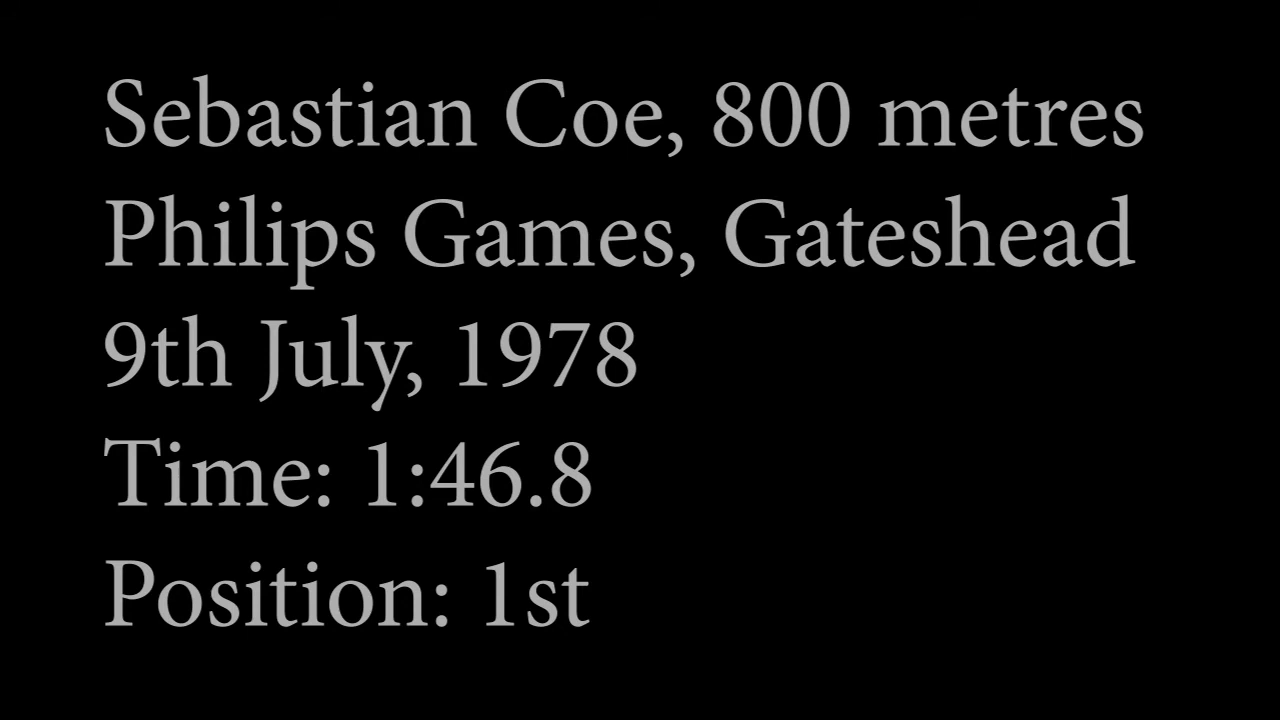 Sebastian Coe, 800 metres
Philips Games, Gateshead
9th July, 1978
Time: 1:46.8
Position: 1st